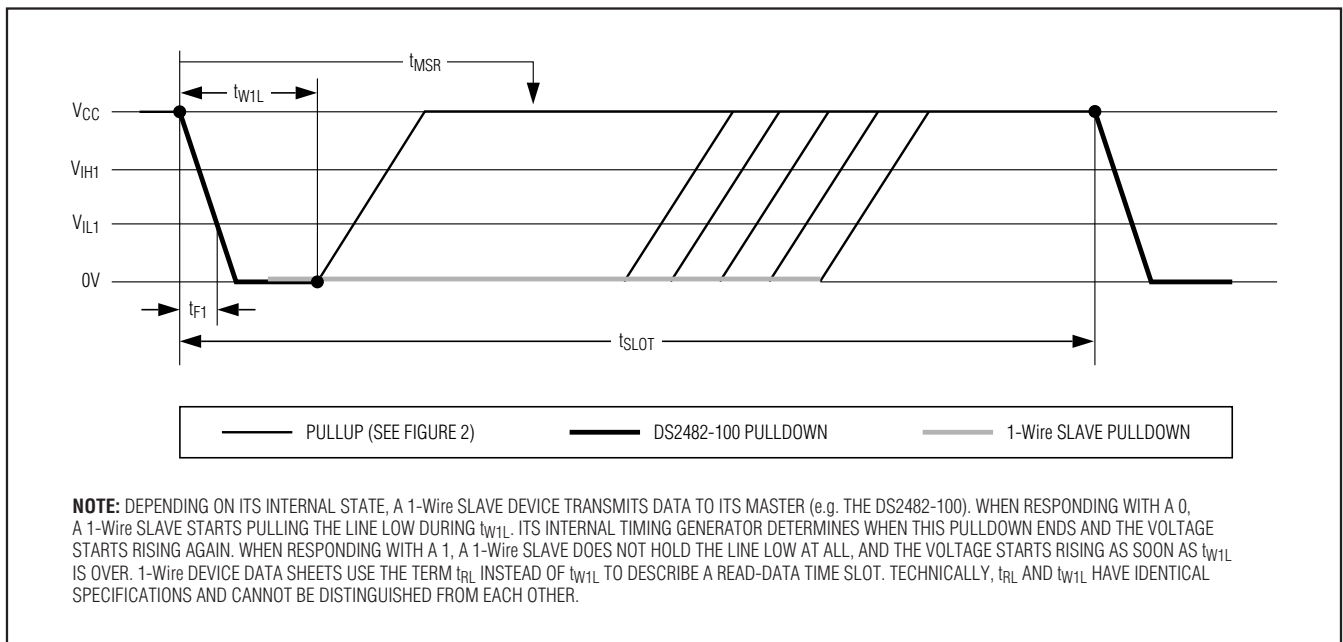 tMSR
tW1L
VCC
VIH1
VIL1
0V
tF1
tSLOT
PULLUP (SEE FIGURE 2) DS2482-100 PULLDOWN 1-Wire SLAVE PULLDOWN
NOTE: DEPENDING ON ITS INTERNAL STATE, A 1-Wire SLAVE DEVICE TRANSMITS DATA TO ITS MASTER (e.g. THE DS2482-100). WHEN RESPONDING WITH A 0,
A 1-Wire SLAVE STARTS PULLING THE LINE LOW DURING tW1L. ITS INTERNAL TIMING GENERATOR DETERMINES WHEN THIS PULLDOWN ENDS AND THE VOLTAGE
STARTS RISING AGAIN. WHEN RESPONDING WITH A 1, A 1-Wire SLAVE DOES NOT HOLD THE LINE LOW AT ALL, AND THE VOLTAGE STARTS RISING AS SOON AS tW1L
IS OVER. 1-Wire DEVICE DATA SHEETS USE THE TERM tRL INSTEAD OF tW1L TO DESCRIBE A READ-DATA TIME SLOT. TECHNICALLY, tRL AND tW1L HAVE IDENTICAL
SPECIFICATIONS AND CANNOT BE DISTINGUISHED FROM EACH OTHER.